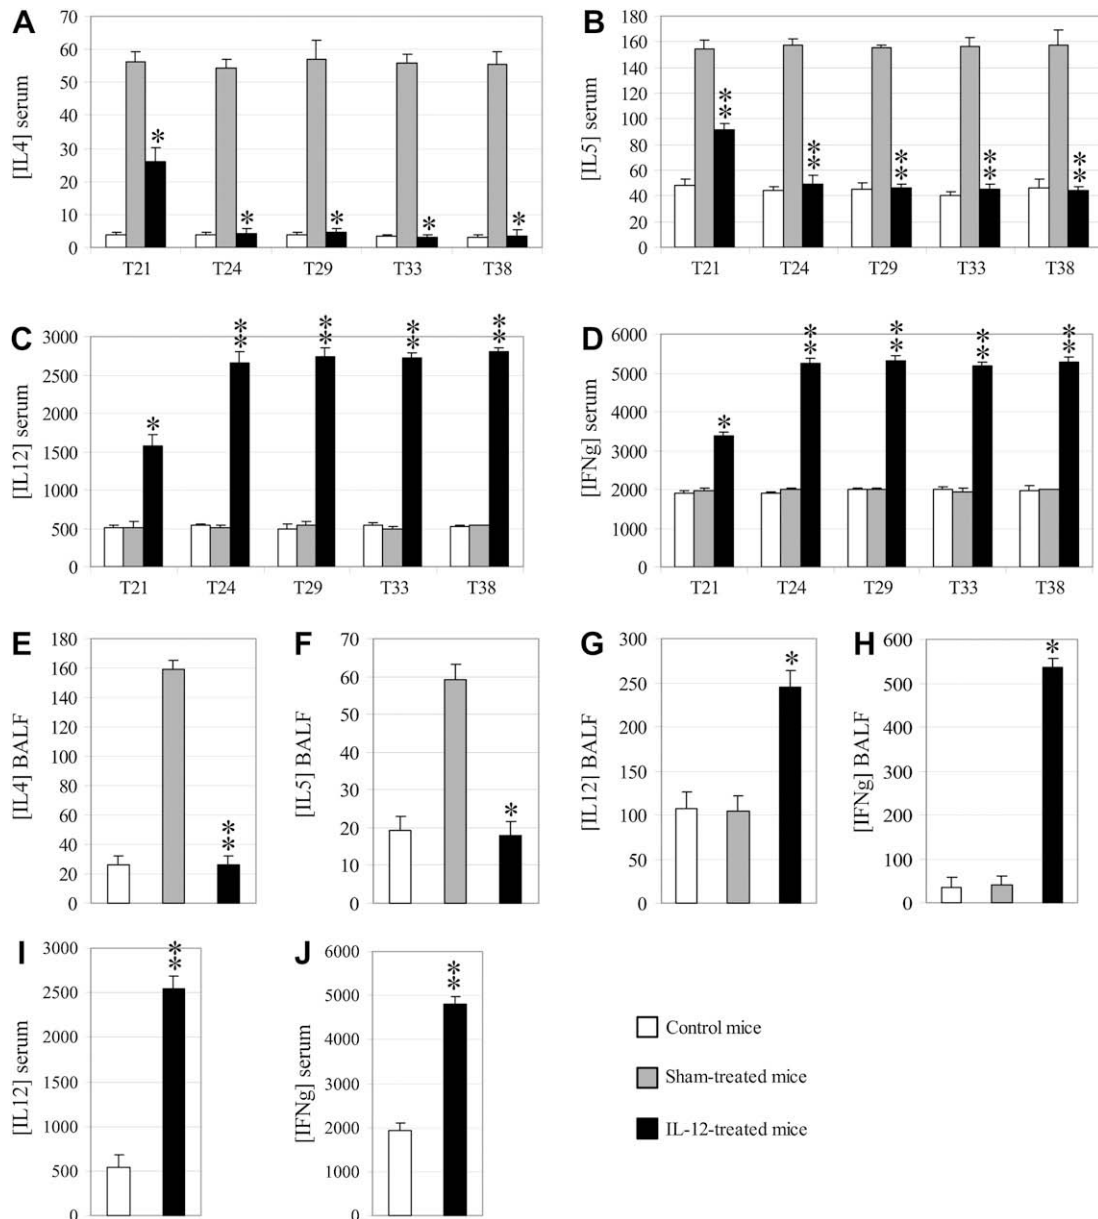 A
[IL4] serum
70
60
50
40
30
20
10
0
* * * * *
T21 T24 T29 T33 T38
B
[IL5] serum
180
160
140
120
100
80
60
40
20
0
** ** ** ** **
T21 T24 T29 T33 T38
C
[IL12] serum
3000
2500
2000
1500
1000
500
0
* ** ** ** **
T21 T24 T29 T33 T38
D
[IFNg] serum
6000
5000
4000
3000
2000
1000
0
* ** ** ** **
T21 T24 T29 T33 T38
E
[IL4] BALF
180
160
140
120
100
80
60
40
20
0
**
F
[IL5] BALF
70
60
50
40
30
20
10
0
*
G
[IL12] BALF
300
250
200
150
100
50
0
*
H
[IFNg] BALF
600
500
400
300
200
100
0
*
I
[IL12] serum
3000
2500
2000
1500
1000
500
0
**
J
[IFNg] serum
6000
5000
4000
3000
2000
1000
0
**
Control mice
Sham-treated mice
IL-12-treated mice